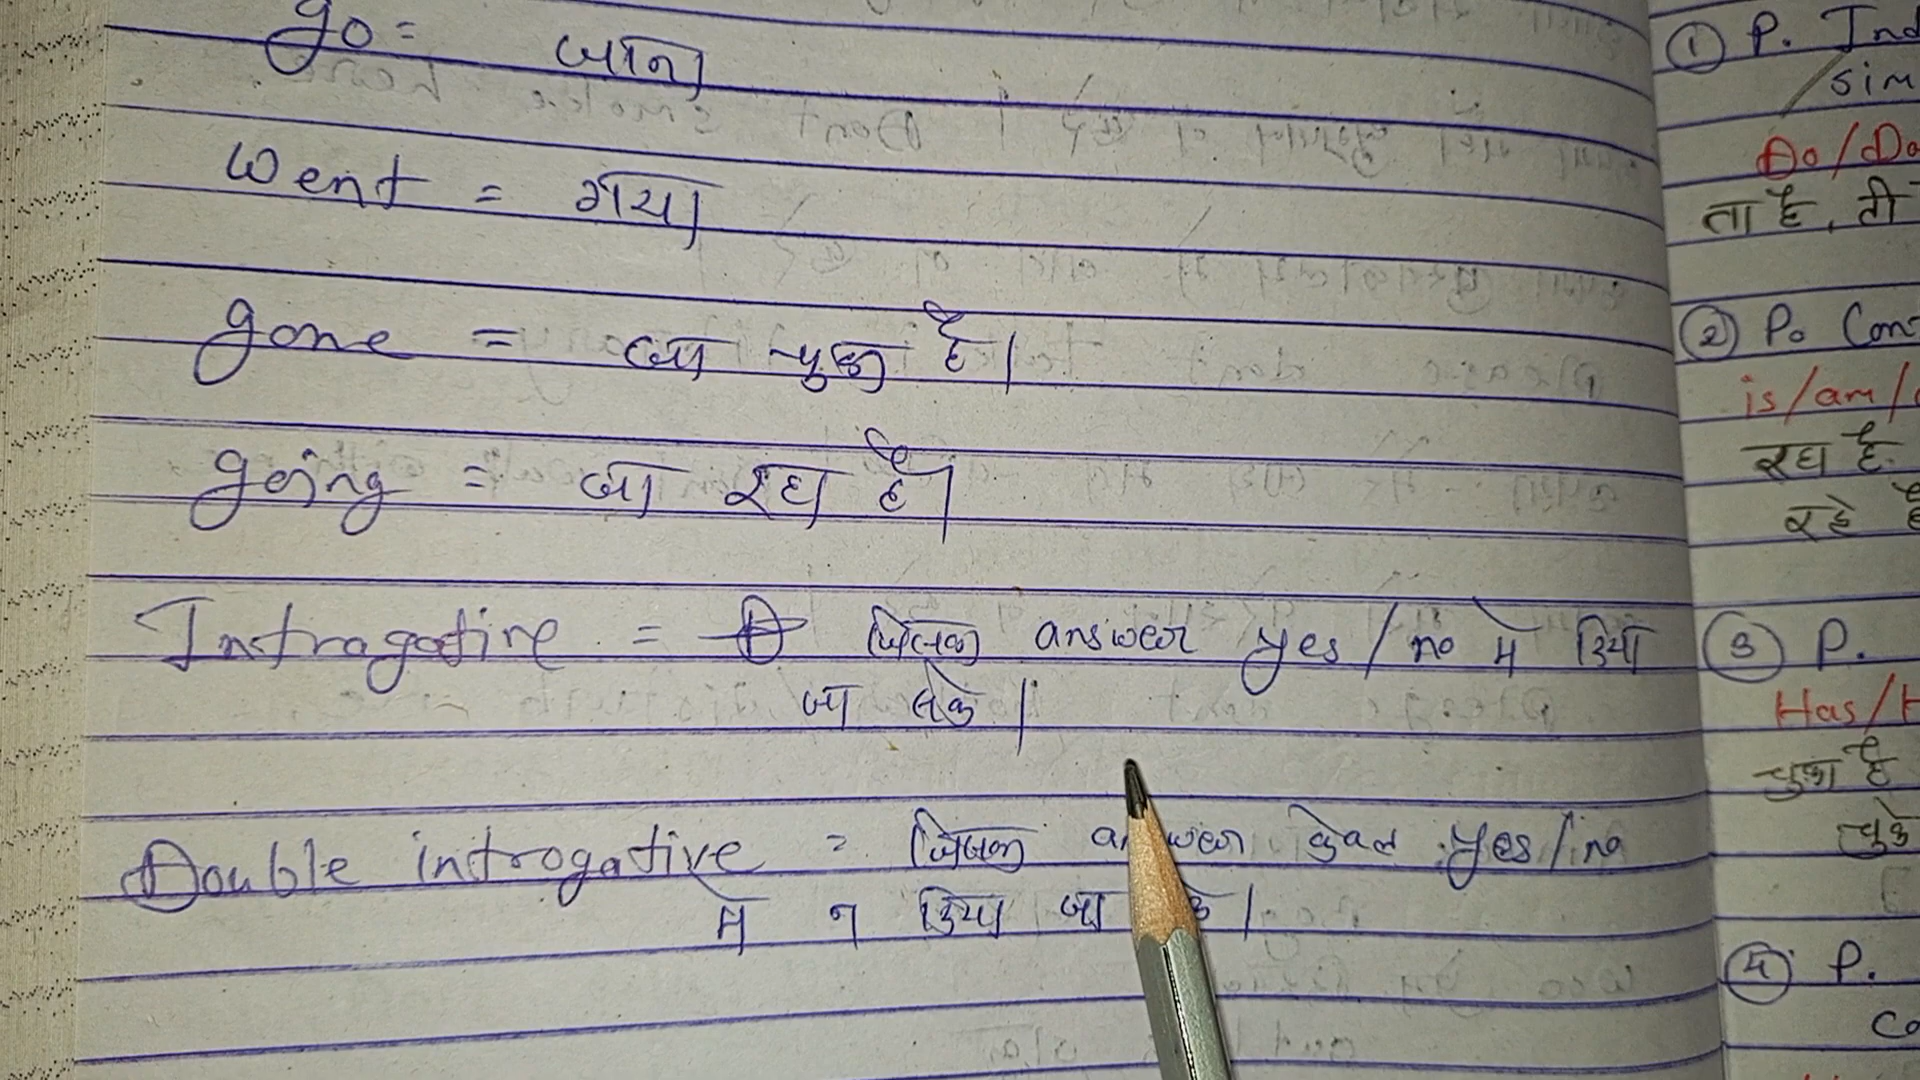 go = जाना
Went = गया
gone = जा चुका है।
going = जा रहा है।
Intragative = जिसका answer yes / no मे दिया
जा सके।
Double introgative = जिसका answer केवल yes / no
मे न दिया जा
① P. Ind
sim
Do/Do
ता है, ती
② P. Con
is/am/
रहा है
रहे है
③ P.
Has/H
चुका है
चुके
④ P.
Co